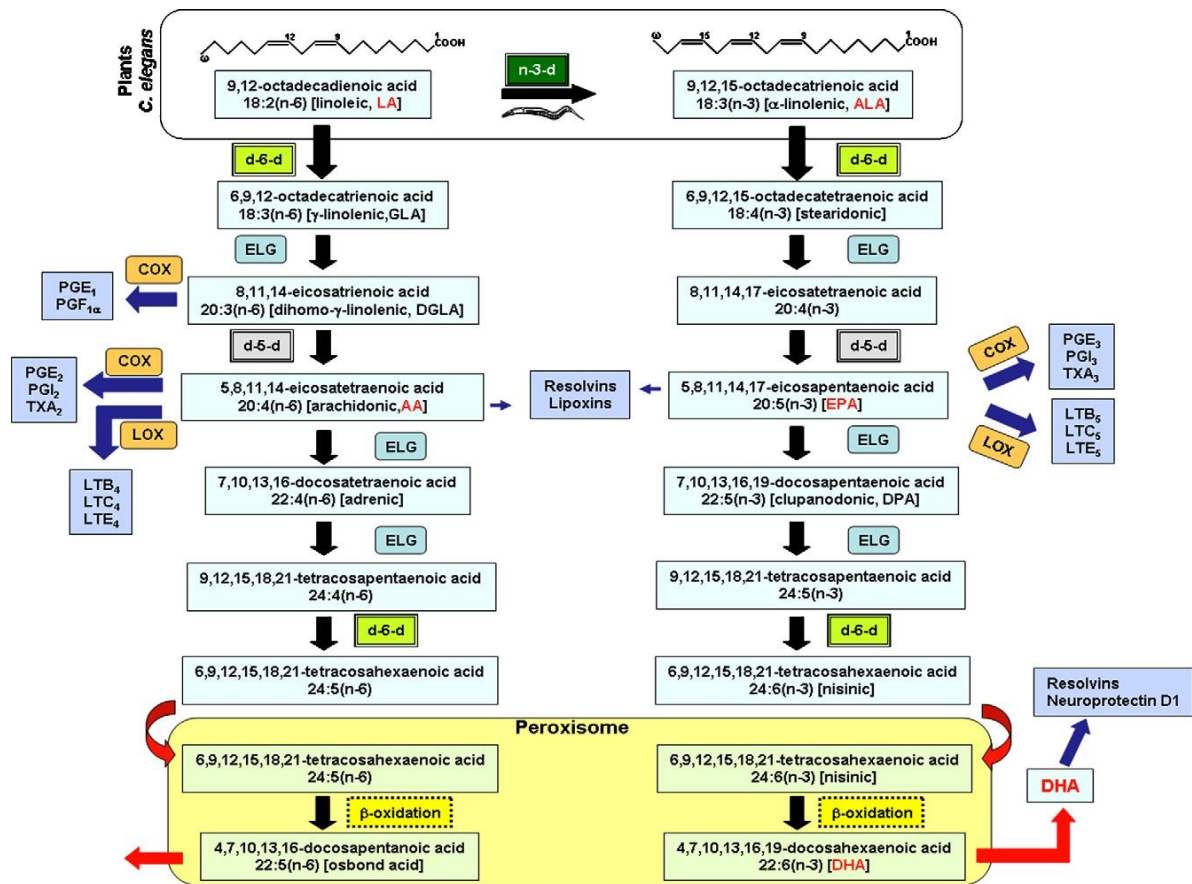 Plants
C. elegans
12
9
1
COOH
ω
9,12-octadecadienoic acid
18:2(n-6) [linoleic, LA]
n-3-d
ω
15
12
9
1
COOH
9,12,15-octadecatrienoic acid
18:3(n-3) [α-linolenic, ALA]
d-6-d
d-6-d
6,9,12-octadecatrienoic acid
18:3(n-6) [γ-linolenic,GLA]
6,9,12,15-octadecatetraenoic acid
18:4(n-3) [stearidonic]
ELG
ELG
COX
PGE1
PGF1α
8,11,14-eicosatrienoic acid
20:3(n-6) [dihomo-γ-linolenic, DGLA]
8,11,14,17-eicosatetraenoic acid
20:4(n-3)
d-5-d
d-5-d
COX
PGE2
PGI2
TXA2
LOX
LTB4
LTC4
LTE4
5,8,11,14-eicosatetraenoic acid
20:4(n-6) [arachidonic,AA]
Resolvins
Lipoxins
5,8,11,14,17-eicosapentaenoic acid
20:5(n-3) [EPA]
COX
PGE3
PGI3
TXA3
LOX
LTB5
LTC5
LTE5
ELG
ELG
7,10,13,16-docosatetraenoic acid
22:4(n-6) [adrenic]
7,10,13,16,19-docosapentaenoic acid
22:5(n-3) [clupanodonic, DPA]
ELG
ELG
9,12,15,18,21-tetracosapentaenoic acid
24:4(n-6)
9,12,15,18,21-tetracosapentaenoic acid
24:5(n-3)
d-6-d
d-6-d
6,9,12,15,18,21-tetracosahexaenoic acid
24:5(n-6)
6,9,12,15,18,21-tetracosahexaenoic acid
24:6(n-3) [nisinic]
Resolvins
Neuroprotectin D1
Peroxisome
6,9,12,15,18,21-tetracosahexaenoic acid
24:5(n-6)
6,9,12,15,18,21-tetracosahexaenoic acid
24:6(n-3) [nisinic]
DHA
β-oxidation
β-oxidation
4,7,10,13,16-docosapentanoic acid
22:5(n-6) [osbond acid]
4,7,10,13,16,19-docosahexaenoic acid
22:6(n-3) [DHA]